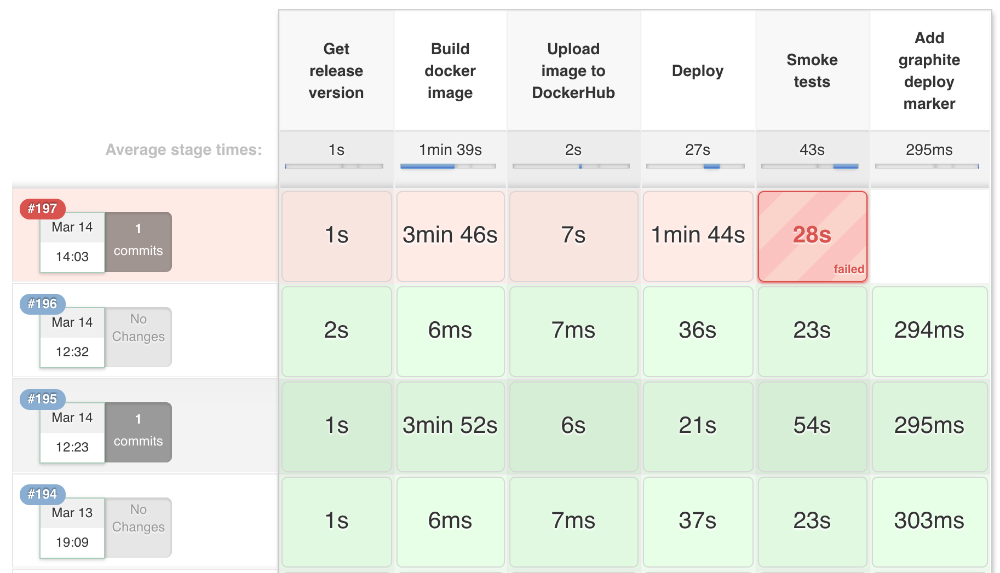 Get
release
version
Build
docker
image
Upload
image to
DockerHub
Deploy
Smoke
tests
Add
graphite
deploy
marker
Average stage times:
1s
1min 39s
2s
27s
43s
295ms
#197
Mar 14
14:03
1
commits
1s
3min 46s
7s
1min 44s
28s
failed
#196
Mar 14
12:32
No
Changes
2s
6ms
7ms
36s
23s
294ms
#195
Mar 14
12:23
1
commits
1s
3min 52s
6s
21s
54s
295ms
#194
Mar 13
19:09
No
Changes
1s
6ms
7ms
37s
23s
303ms